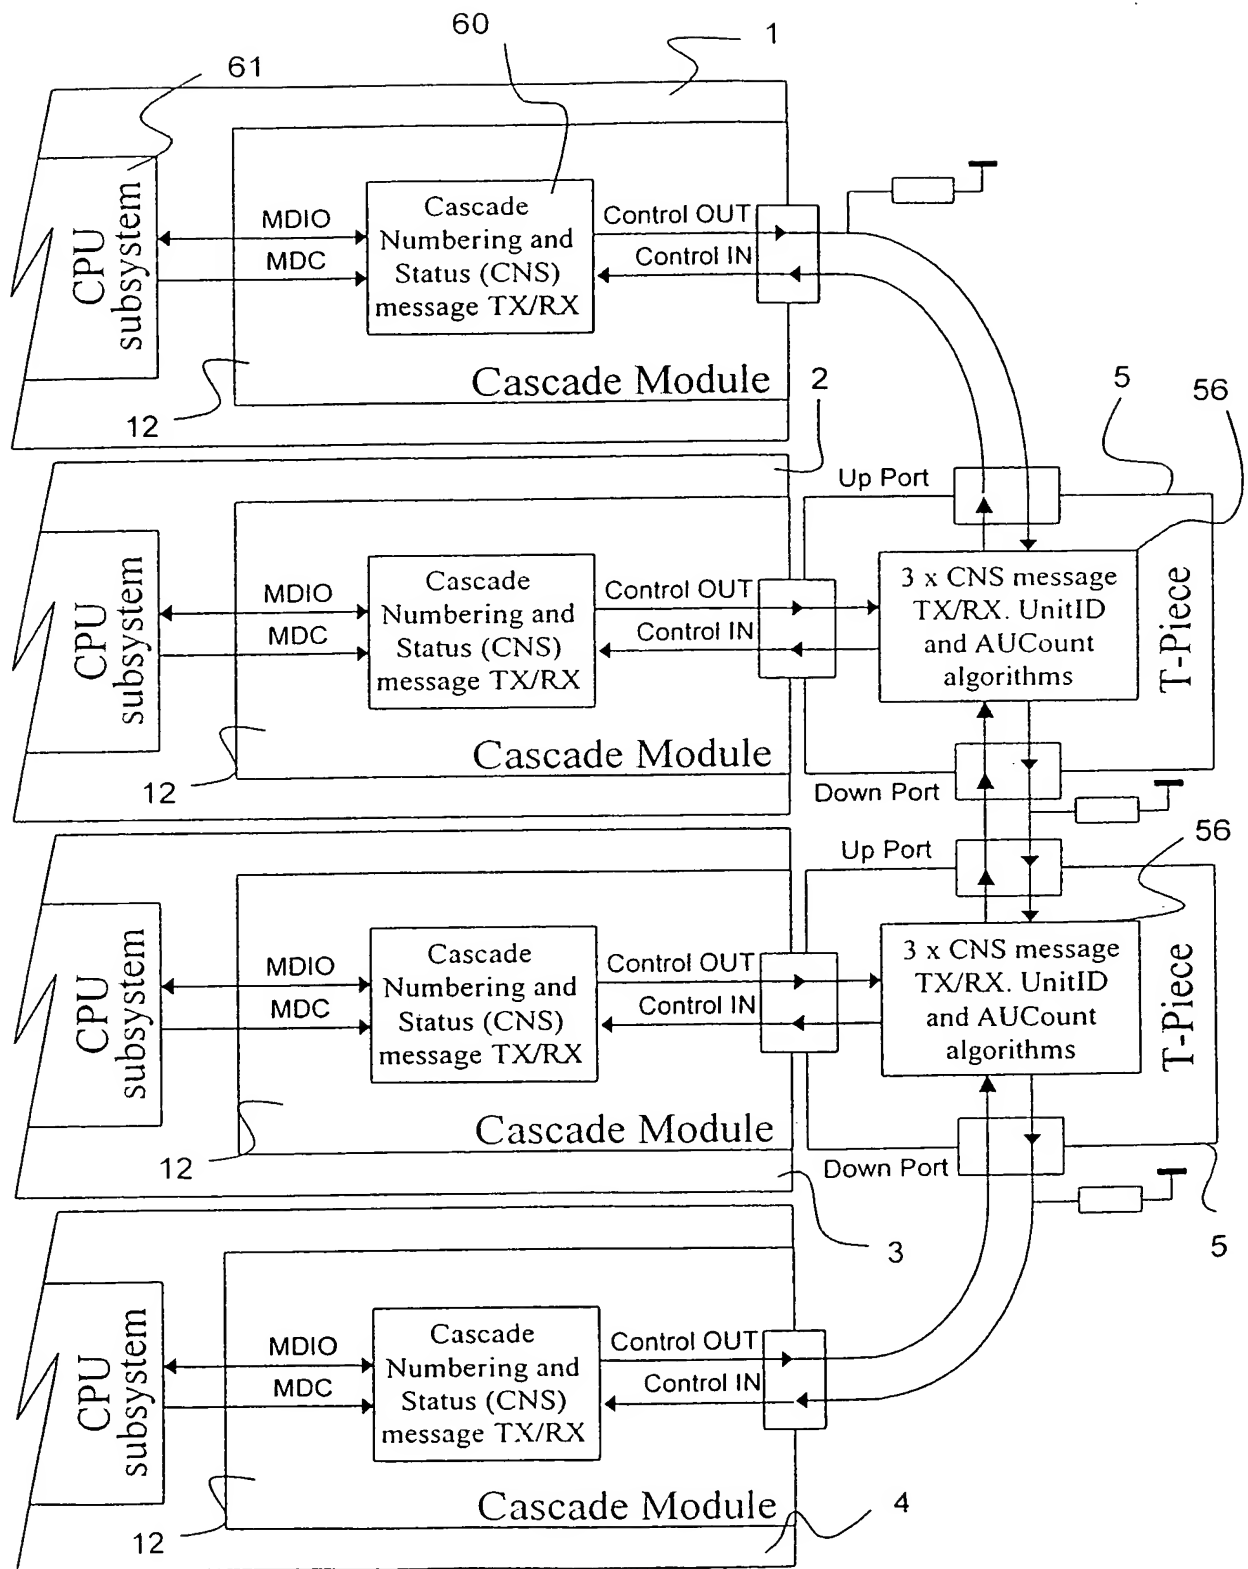 60
1
61
CPU
subsystem
MDIO
MDC
Cascade
Numbering and
Status (CNS)
message TX/RX
Control OUT
Control IN
Cascade Module
12
2
5
56
Up Port
CPU
subsystem
MDIO
MDC
Cascade
Numbering and
Status (CNS)
message TX/RX
Control OUT
Control IN
3 x CNS message
TX/RX. UnitID
and AUCount
algorithms
T-Piece
Cascade Module
12
Down Port
56
Up Port
CPU
subsystem
MDIO
MDC
Cascade
Numbering and
Status (CNS)
message TX/RX
Control OUT
Control IN
3 x CNS message
TX/RX. UnitID
and AUCount
algorithms
T-Piece
Cascade Module
12
Down Port
3
5
CPU
subsystem
MDIO
MDC
Cascade
Numbering and
Status (CNS)
message TX/RX
Control OUT
Control IN
Cascade Module
12
4